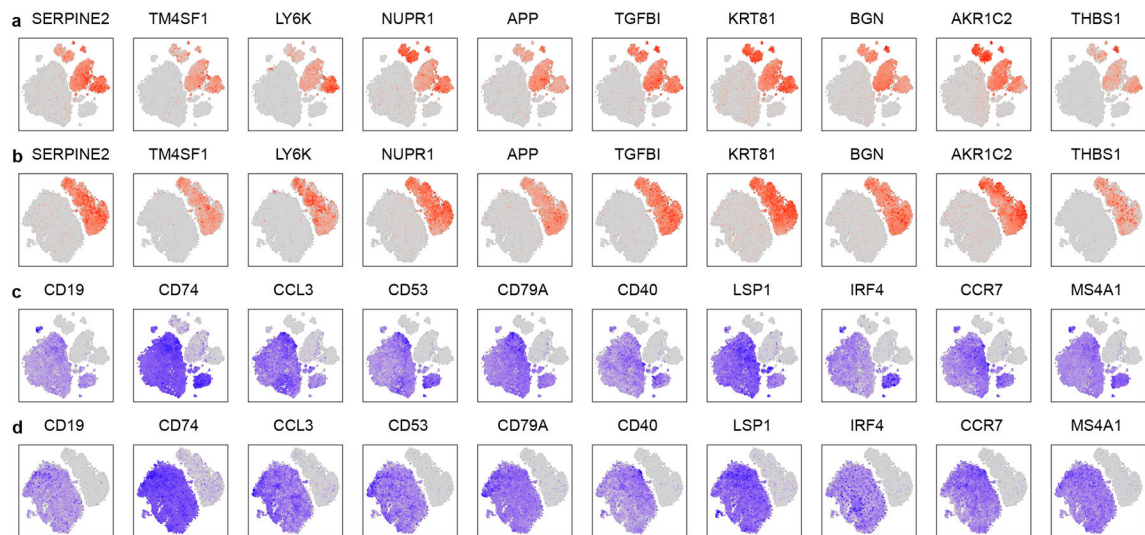 a SERPINE2 TM4SF1 LY6K NUPR1 APP TGFBI KRT81 BGN AKR1C2 THBS1
b SERPINE2 TM4SF1 LY6K NUPR1 APP TGFBI KRT81 BGN AKR1C2 THBS1
c CD19 CD74 CCL3 CD53 CD79A CD40 LSP1 IRF4 CCR7 MS4A1
d CD19 CD74 CCL3 CD53 CD79A CD40 LSP1 IRF4 CCR7 MS4A1